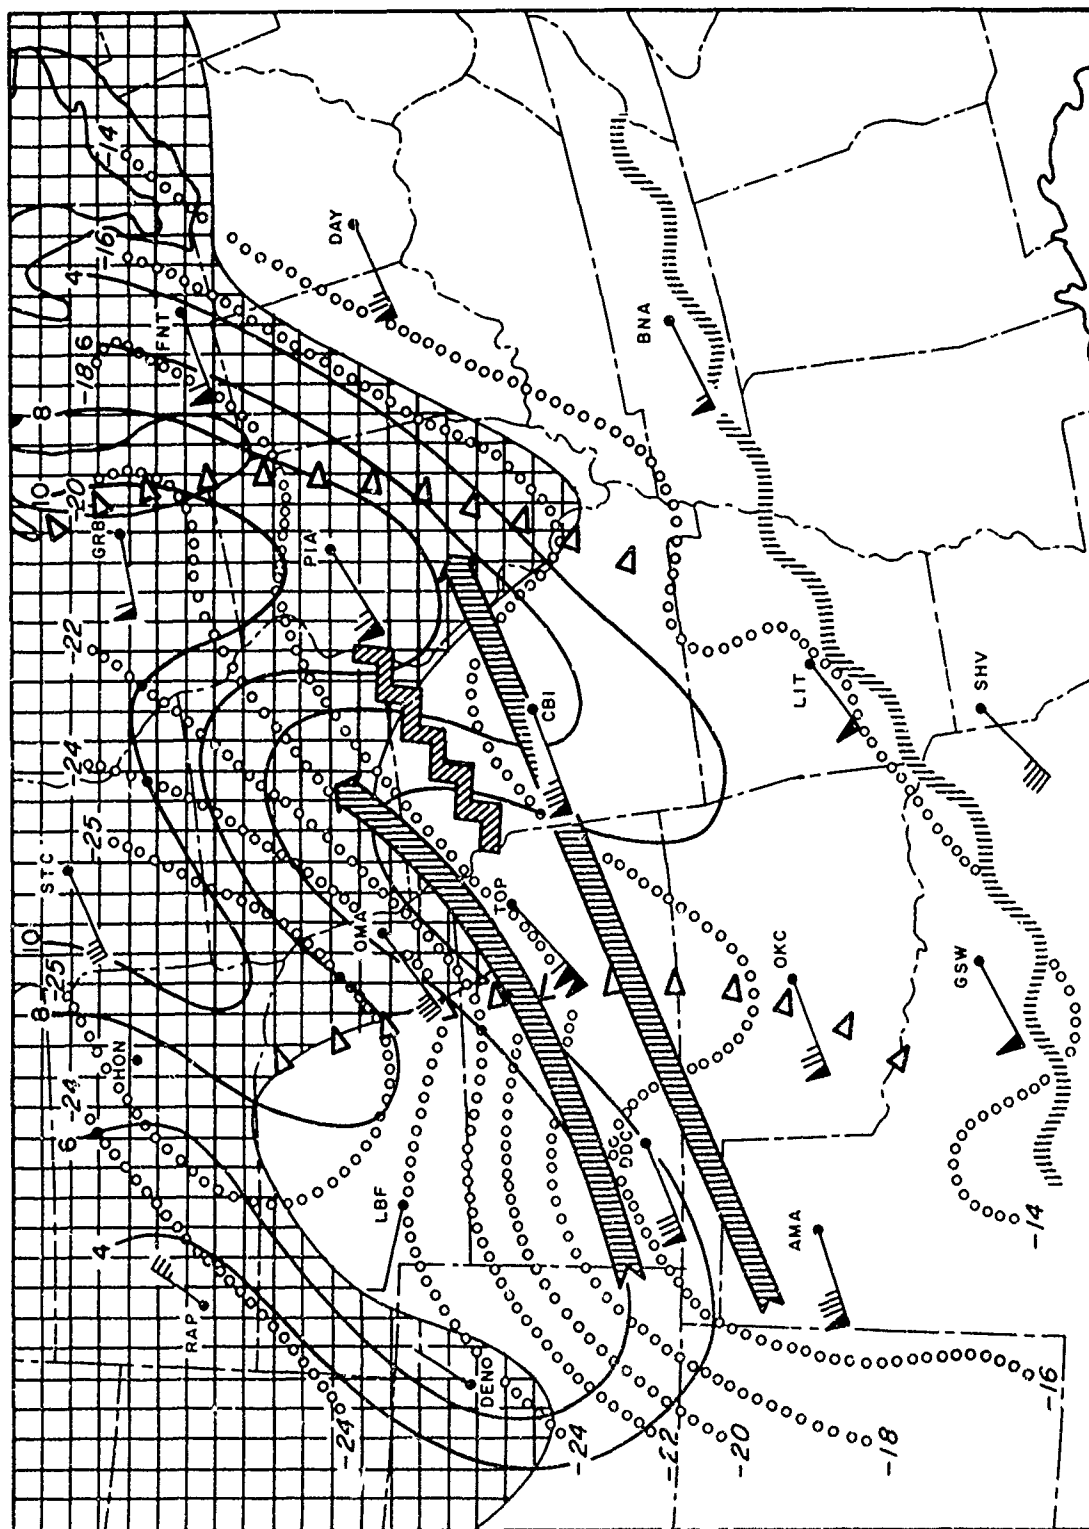 -14
-16
4
6
-18
8
10
-20
-22
-24
-25
10
-25
8
-24
6
4
-24
-24
-22
-20
-18
-16
-14
DAY
FNT
BNA
GRB
PIA
CBI
LIT
SHV
STC
OMA
TOP
OKC
GSW
HON
LBF
DDC
AMA
RAP
DEN
L